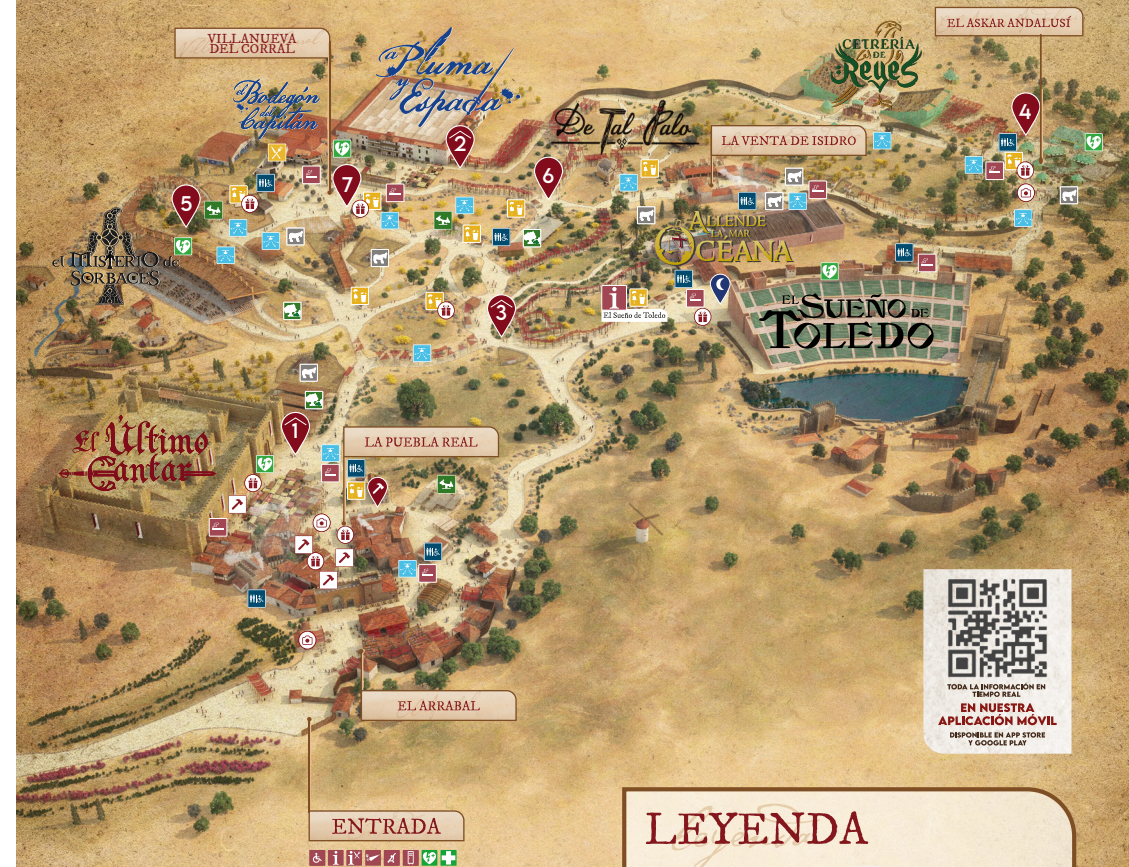 VILLANUEVA
DEL CORRAL
a Pluma
y Espada
CETRERÍA
DE
Reyes
EL ASKAR ANDALUSÍ
el Bodegón
del
Capitán
De Tal Palo
4
2
LA VENTA DE ISIDRO
6
7
5
ALLENDE
LA MAR
OCEANA
el MISTERIO de
SORBACES
i
El Sueño de Toledo
3
EL SUEÑO DE
TOLEDO
El Último
Cantar
1
LA PUEBLA REAL
TODA LA INFORMACIÓN EN
TIEMPO REAL
EN NUESTRA
APLICACIÓN MÓVIL
DISPONIBLE EN APP STORE
Y GOOGLE PLAY
EL ARRABAL
ENTRADA
LEYENDA